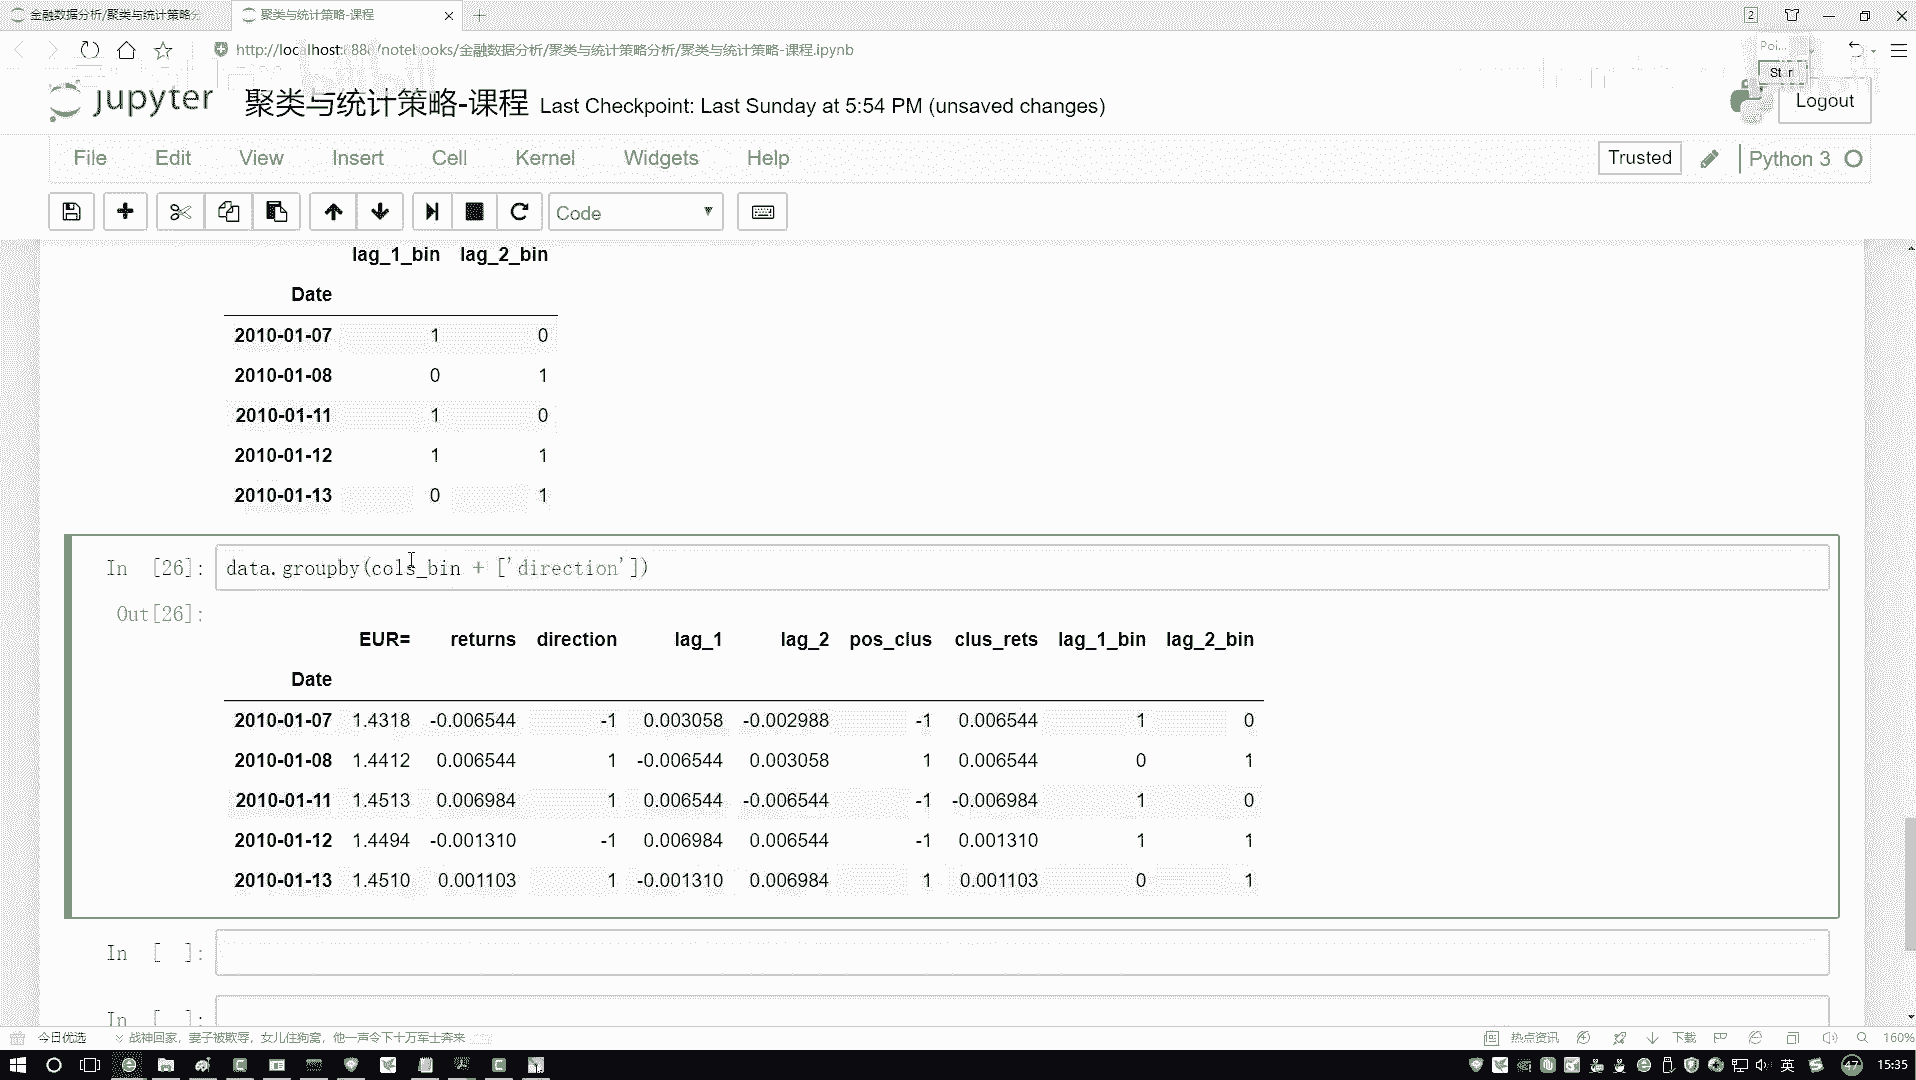 金融数据分析/聚类与统计策略分
聚类与统计策略-课程
2
http://localhost:888/notebooks/金融数据分析/聚类与统计策略分析/聚类与统计策略-课程.ipynb
Poi...
jupyter 聚类与统计策略-课程 Last Checkpoint: Last Sunday at 5:54 PM (unsaved changes)
Logout
File Edit View Insert Cell Kernel Widgets Help
Trusted Python 3
Code
lag_1_bin lag_2_bin
Date
2010-01-07 1 0
2010-01-08 0 1
2010-01-11 1 0
2010-01-12 1 1
2010-01-13 0 1
In [26]: data.groupby(cols_bin + ['direction'])
Out[26]:
EUR= returns direction lag_1 lag_2 pos_clus clus_rets lag_1_bin lag_2_bin
Date
2010-01-07 1.4318 -0.006544 -1 0.003058 -0.002988 -1 0.006544 1 0
2010-01-08 1.4412 0.006544 1 -0.006544 0.003058 1 0.006544 0 1
2010-01-11 1.4513 0.006984 1 0.006544 -0.006544 -1 -0.006984 1 0
2010-01-12 1.4494 -0.001310 -1 0.006984 0.006544 -1 0.001310 1 1
2010-01-13 1.4510 0.001103 1 -0.001310 0.006984 1 0.001103 0 1
In [ ]:
In [ ]:
今日优选 战神回家，妻子被欺辱，女儿住狗窝，他一声令下十万军士奔来
热点资讯 下载 160%
英 47 15:35